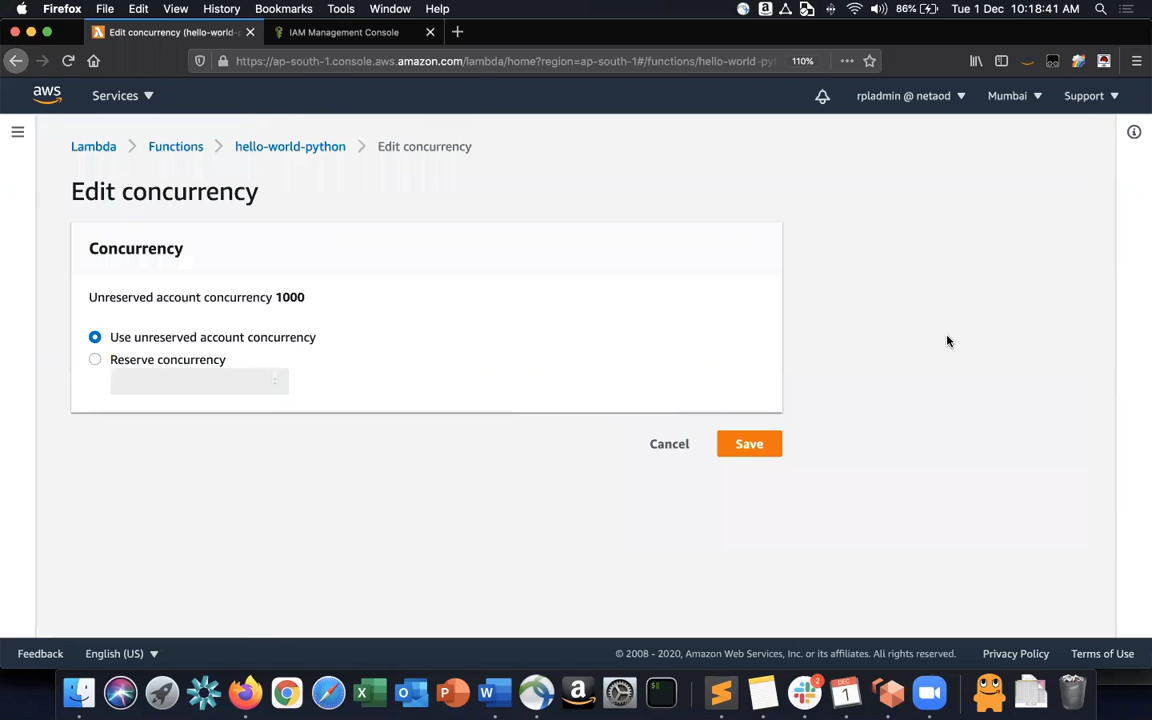 Firefox File Edit View History Bookmarks Tools Window Help 86% Tue 1 Dec 10:18:41 AM
Edit concurrency (hello-world- IAM Management Console
https://ap-south-1.console.aws.amazon.com/lambda/home?region=ap-south-1#/functions/hello-world-pyt 110%
aws Services rpladmin @ netaod Mumbai Support
Lambda Functions hello-world-python Edit concurrency
Edit concurrency
Concurrency
Unreserved account concurrency 1000
Use unreserved account concurrency
Reserve concurrency
Cancel Save
Feedback English (US) © 2008 - 2020, Amazon Web Services, Inc. or its affiliates. All rights reserved. Privacy Policy Terms of Use
2
DEC
1